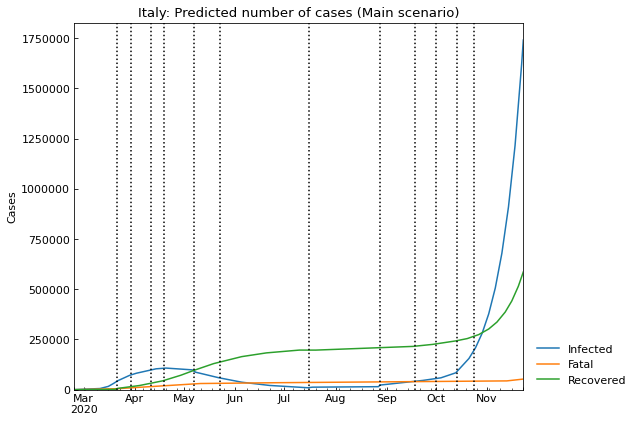 Italy: Predicted number of cases (Main scenario)
Cases
1750000
1500000
1250000
1000000
750000
500000
250000
0
Mar Apr May Jun Jul Aug Sep Oct Nov
2020
Infected
Fatal
Recovered